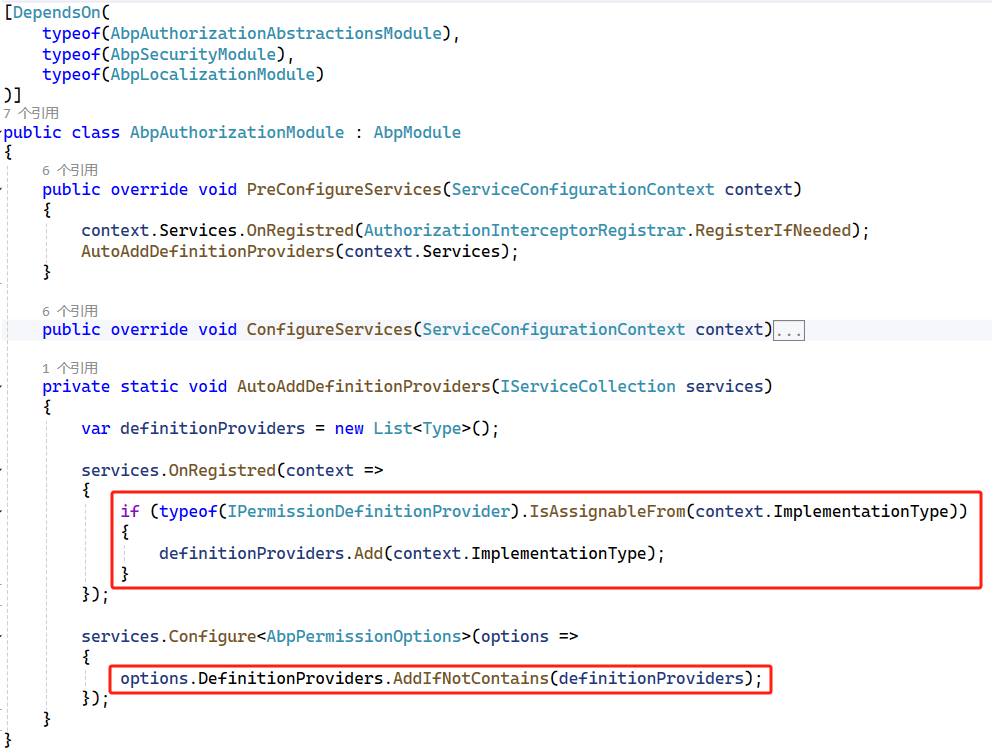 [DependsOn(
    typeof(AbpAuthorizationAbstractionsModule),
    typeof(AbpSecurityModule),
    typeof(AbpLocalizationModule)
)]
7 个引用
public class AbpAuthorizationModule : AbpModule
{
    6 个引用
    public override void PreConfigureServices(ServiceConfigurationContext context)
    {
        context.Services.OnRegistred(AuthorizationInterceptorRegistrar.RegisterIfNeeded);
        AutoAddDefinitionProviders(context.Services);
    }
    6 个引用
    public override void ConfigureServices(ServiceConfigurationContext context)...
    1 个引用
    private static void AutoAddDefinitionProviders(IServiceCollection services)
    {
        var definitionProviders = new List<Type>();
        services.OnRegistred(context =>
        {
            if (typeof(IPermissionDefinitionProvider).IsAssignableFrom(context.ImplementationType))
            {
                definitionProviders.Add(context.ImplementationType);
            }
        });
        services.Configure<AbpPermissionOptions>(options =>
        {
            options.DefinitionProviders.AddIfNotContains(definitionProviders);
        });
    }
}